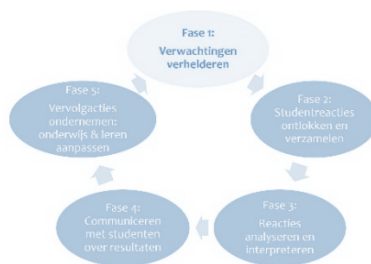 Fase 1:
Verwachtingen
verhelderen
Fase 2:
Studentreacties
ontlokken en
verzamelen
Fase 3:
Reacties
analyseren en
interpreteren
Fase 4:
Communiceren
met studenten
over resultaten
Fase 5:
Vervolgacties
ondernemen:
onderwijs & leren
aanpassen